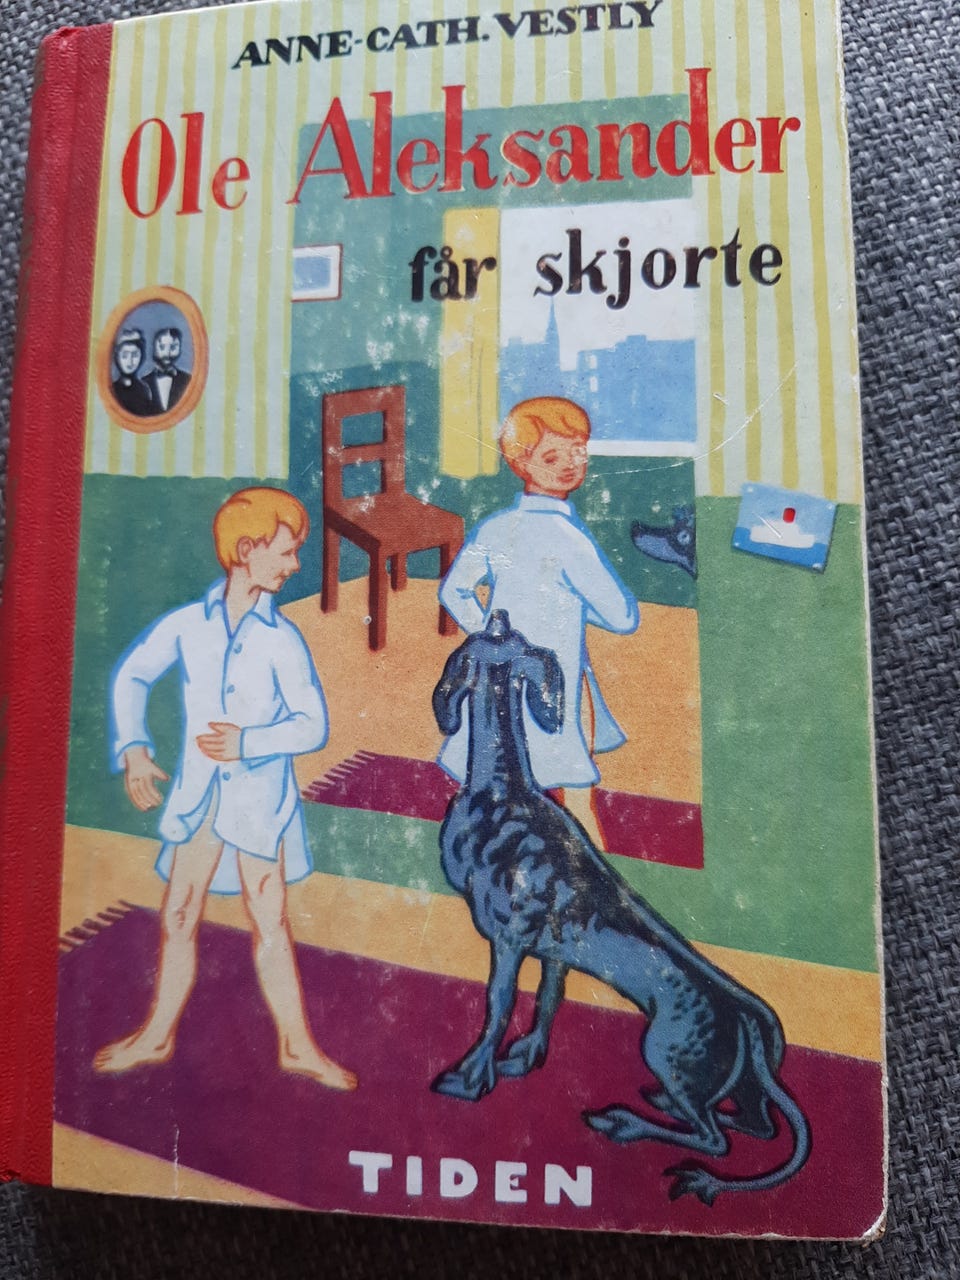 ANNE-CATH. VESTLY
Ole Aleksander
får skjorte
TIDEN